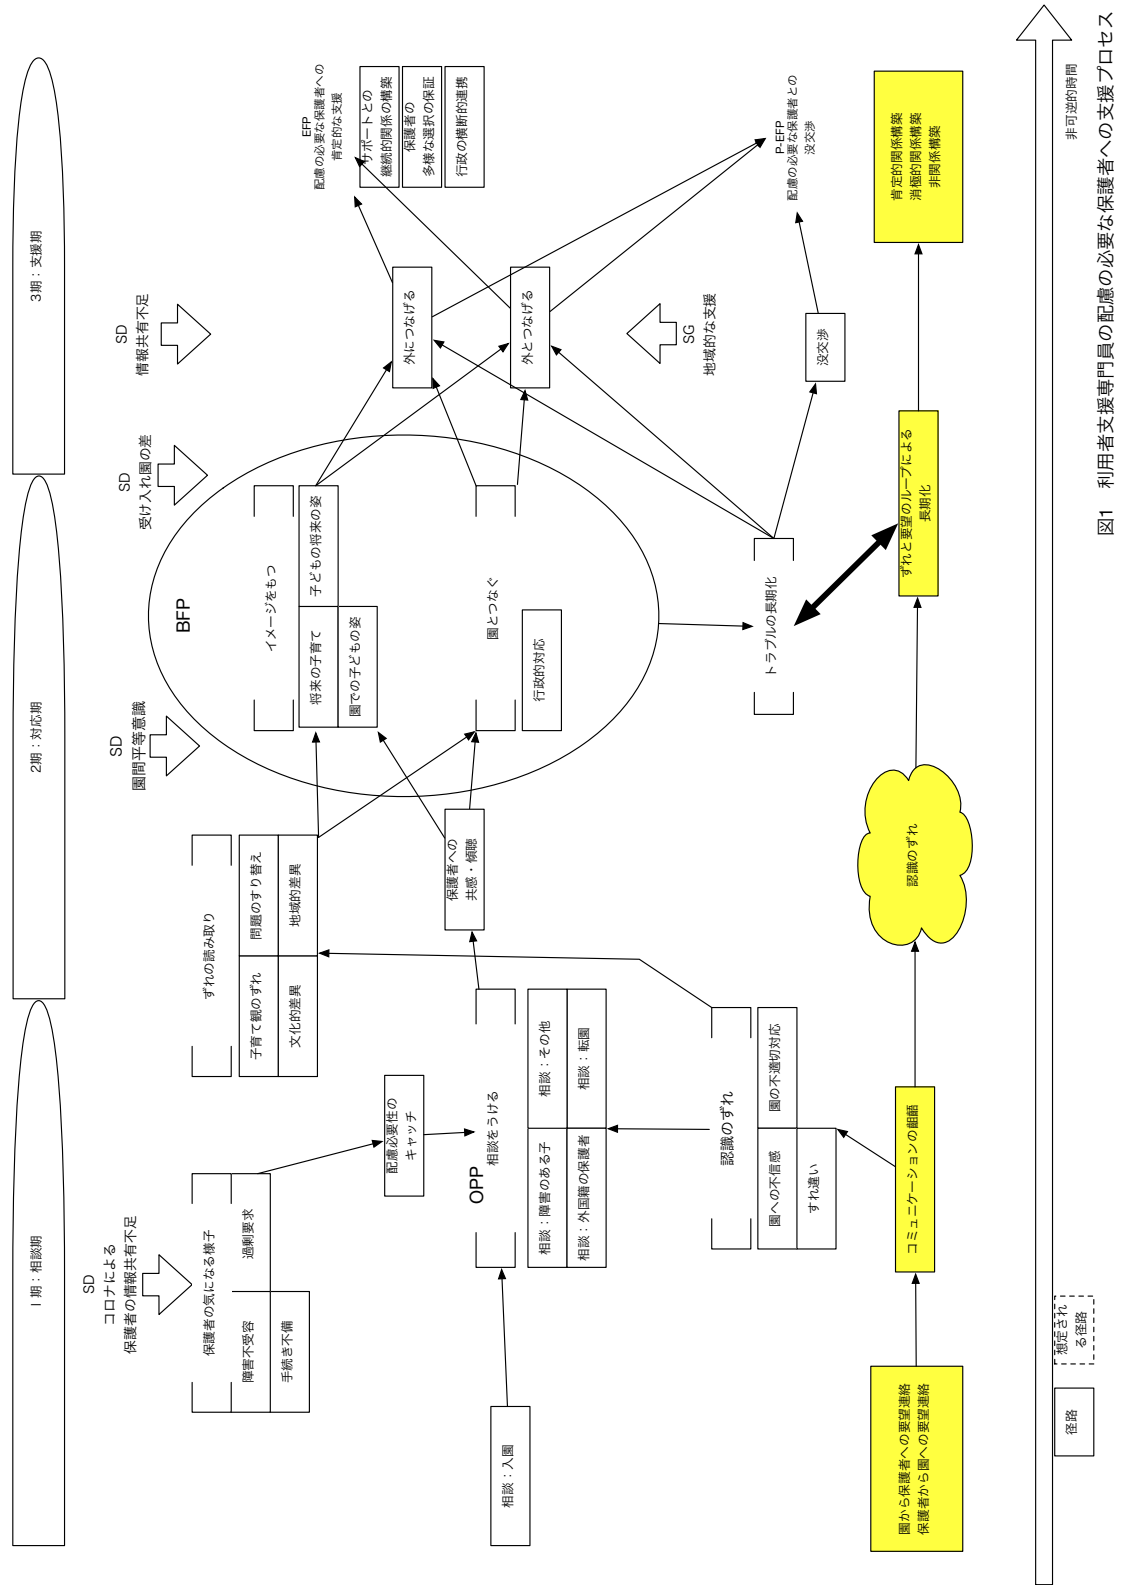 I 期：相談期
2期：対応期
3期：支援期
SD
コロナによる
保護者の情報共有不足
SD
園間平等意識
SD
受け入れ園の差
SD
情報共有不足
保護者の気になる様子
障害不受容
過剰要求
手続き不備
ずれの読み取り
子育て観のずれ
問題のすり替え
文化的差異
地域的差異
BFP
イメージをもつ
将来の子育て
子どもの将来の姿
園での子どもの姿
EFP
配慮の必要な保護者への
肯定的な支援
サポートとの
継続的関係の構築
保護者の
多様な選択の保証
行政の横断的連携
配慮必要性の
キャッチ
保護者への
共感・傾聴
外につなげる
OPP
相談をうける
相談：障害のある子
相談：その他
相談：外国籍の保護者
相談：転園
相談：入園
園とつなぐ
行政的対応
外とつなげる
SG
地域的な支援
認識のずれ
園への不信感
園の不適切対応
すれ違い
トラブルの長期化
没交渉
P-EFP
配慮の必要な保護者との
没交渉
園から保護者への要望連絡
保護者から園への要望連絡
コミュニケーションの齟齬
認識のずれ
ずれと要望のループによる
長期化
肯定的関係構築
消極的関係構築
非関係構築
径路
想定され
る径路
非可逆的時間
図1　利用者支援専門員の配慮の必要な保護者への支援プロセス